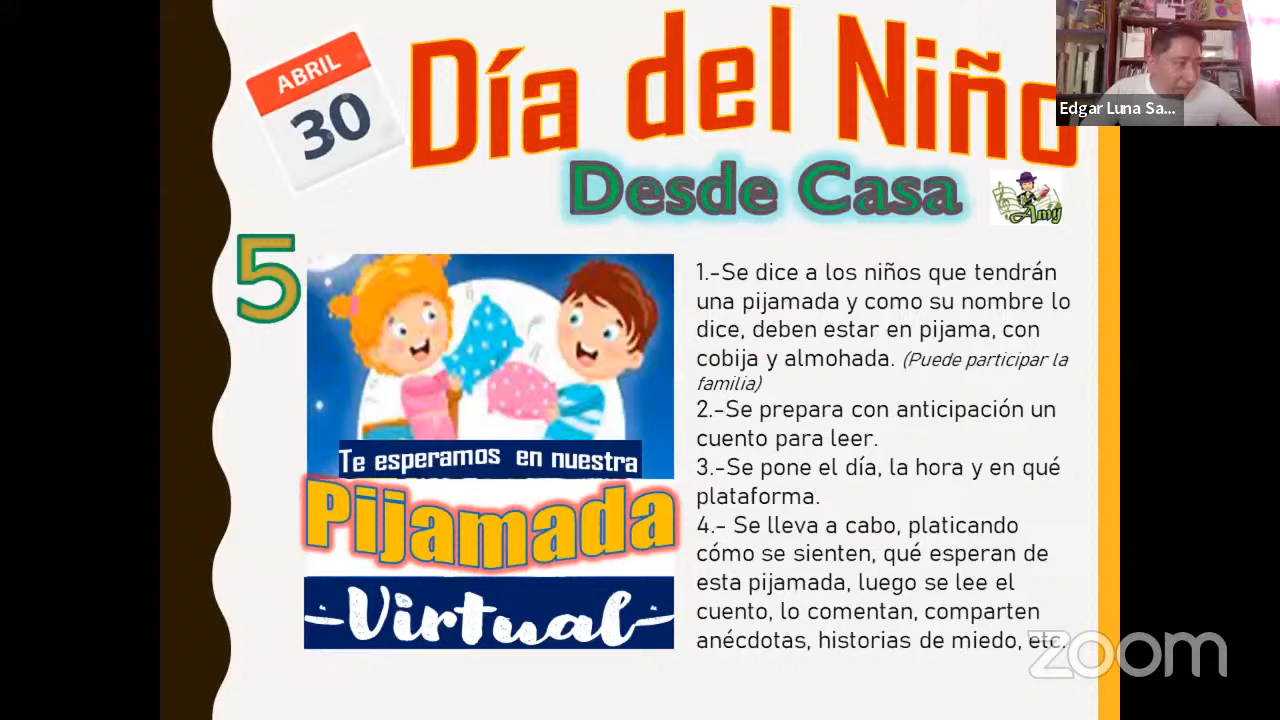 ABRIL
30
Día del Niño
Desde Casa
Edgar Luna Sa...
Amy
5
Te esperamos en nuestra
Pijamada
-Virtual-
1.-Se dice a los niños que tendrán
una pijamada y como su nombre lo
dice, deben estar en pijama, con
cobija y almohada. (Puede participar la
familia)
2.-Se prepara con anticipación un
cuento para leer.
3.-Se pone el día, la hora y en qué
plataforma.
4.- Se lleva a cabo, platicando
cómo se sienten, qué esperan de
esta pijamada, luego se lee el
cuento, lo comentan, comparten
anécdotas, historias de miedo, etc.
zoom